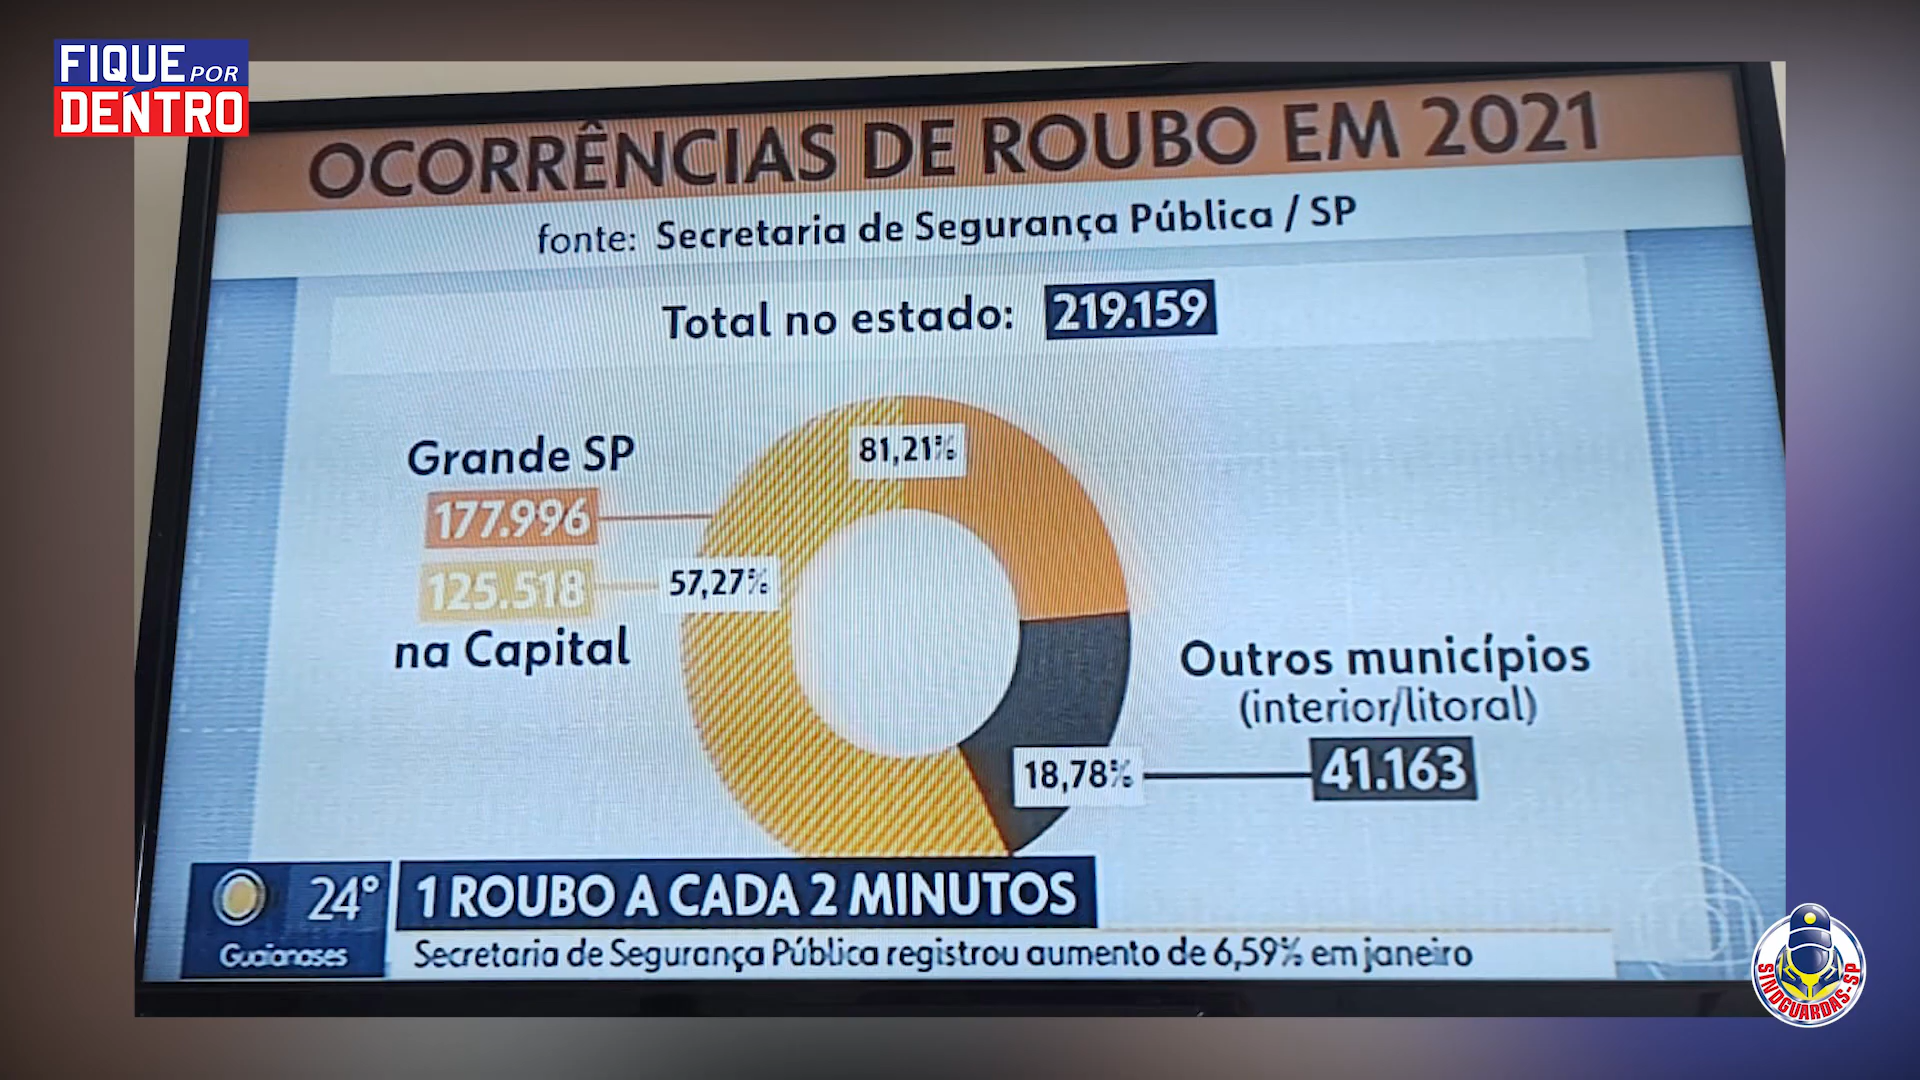 FIQUE POR
DENTRO
OCORRÊNCIAS DE ROUBO EM 2021
fonte: Secretaria de Segurança Pública / SP
Total no estado: 219.159
81,21%
Grande SP
177.996
125.518
57,27%
na Capital
Outros municípios
(interior/litoral)
18,78%
41.163
24°
Guaianases
1 ROUBO A CADA 2 MINUTOS
Secretaria de Segurança Pública registrou aumento de 6,59% em janeiro
SINDGUARDAS-SP